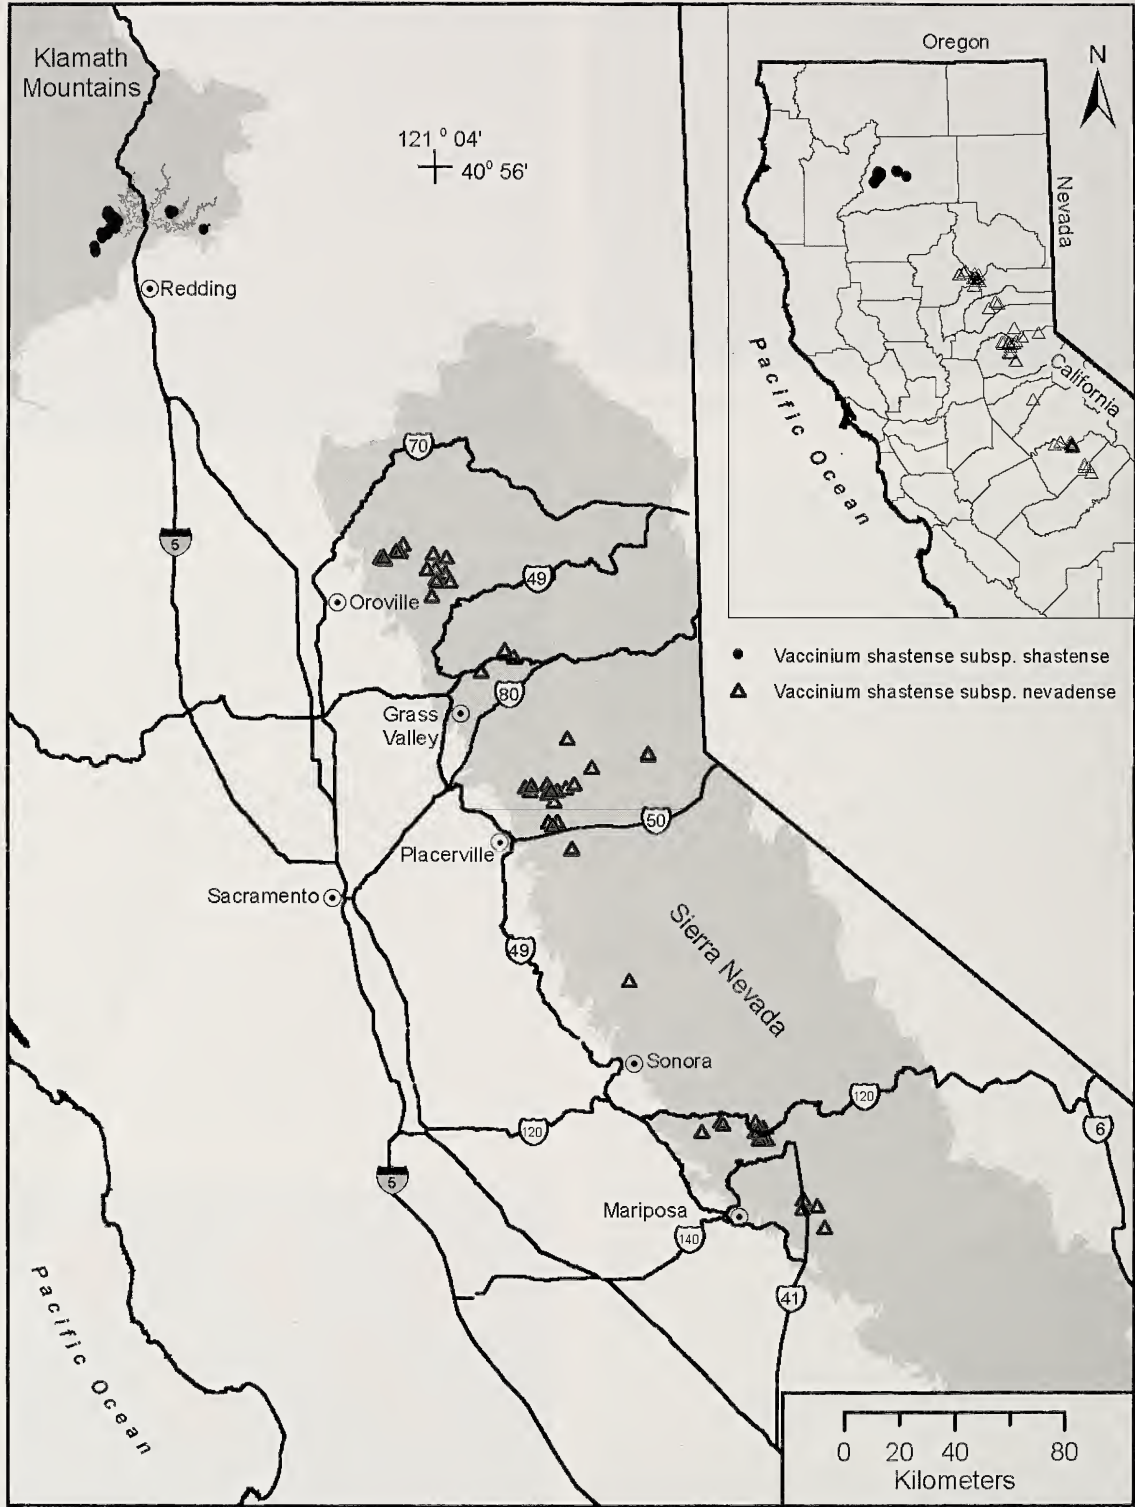 Klamath
Mountains
121 ° 04'
40° 56'
Redding
70
5
49
Oroville
80
Grass
Valley
50
Placerville
Sacramento
49
Sierra Nevada
Sonora
120
120
6
5
Mariposa
140
41
Pacific Ocean
0 20 40 80
Kilometers
Oregon
N
Nevada
California
Pacific Ocean
Vaccinium shastense subsp. shastense
Vaccinium shastense subsp. nevadense